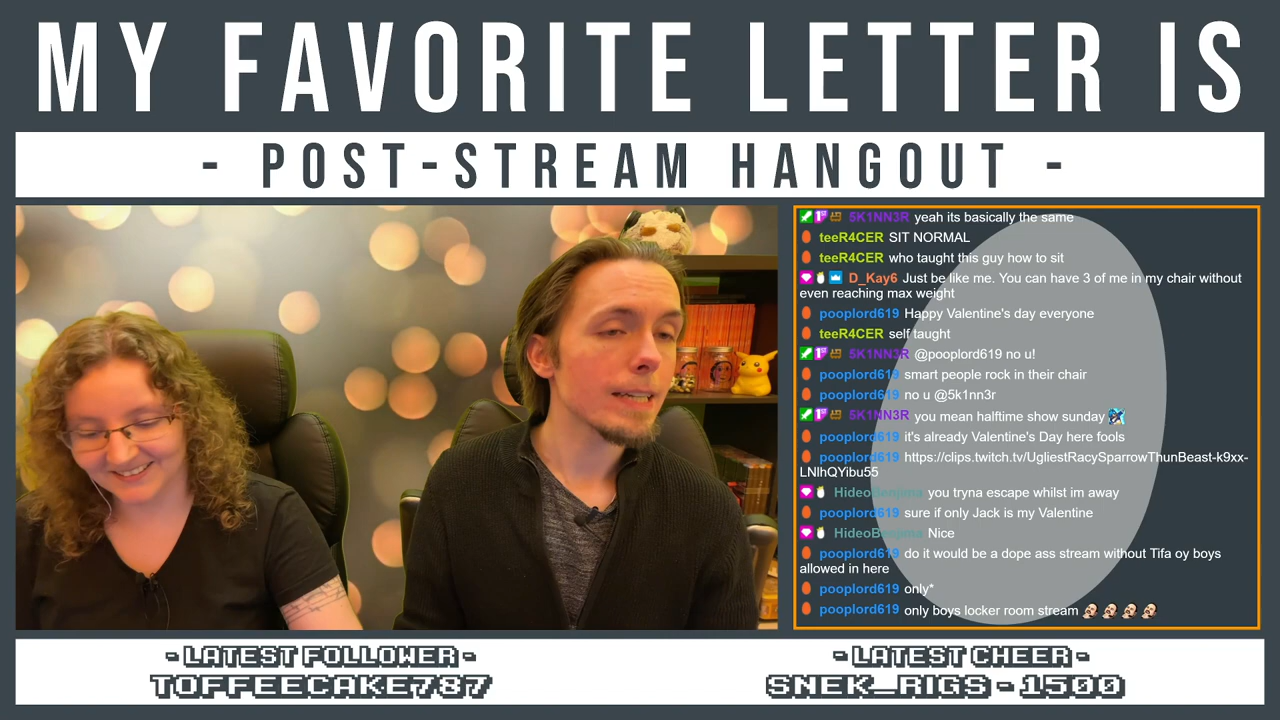 MY FAVORITE LETTER IS
- POST-STREAM HANGOUT -
5K1NN3R yeah its basically the same
teeR4CER SIT NORMAL
teeR4CER who taught this guy how to sit
D_Kay6 Just be like me. You can have 3 of me in my chair without
even reaching max weight
pooplord619 Happy Valentine's day everyone
teeR4CER self taught
5K1NN3R @pooplord619 no u!
pooplord619 smart people rock in their chair
pooplord619 no u @5k1nn3r
5K1NN3R you mean halftime show sunday
pooplord619 it's already Valentine's Day here fools
pooplord619 https://clips.twitch.tv/UgliestRacySparrowThunBeast-k9xx-
LNlhQYibu55
HideoBenjima you tryna escape whilst im away
pooplord619 sure if only Jack is my Valentine
HideoBenjima Nice
pooplord619 do it would be a dope ass stream without Tifa oy boys
allowed in here
pooplord619 only*
pooplord619 only boys locker room stream
- LATEST FOLLOWER -
TOFFEECAKE787
- LATEST CHEER -
SNEK_RIGS - 1500